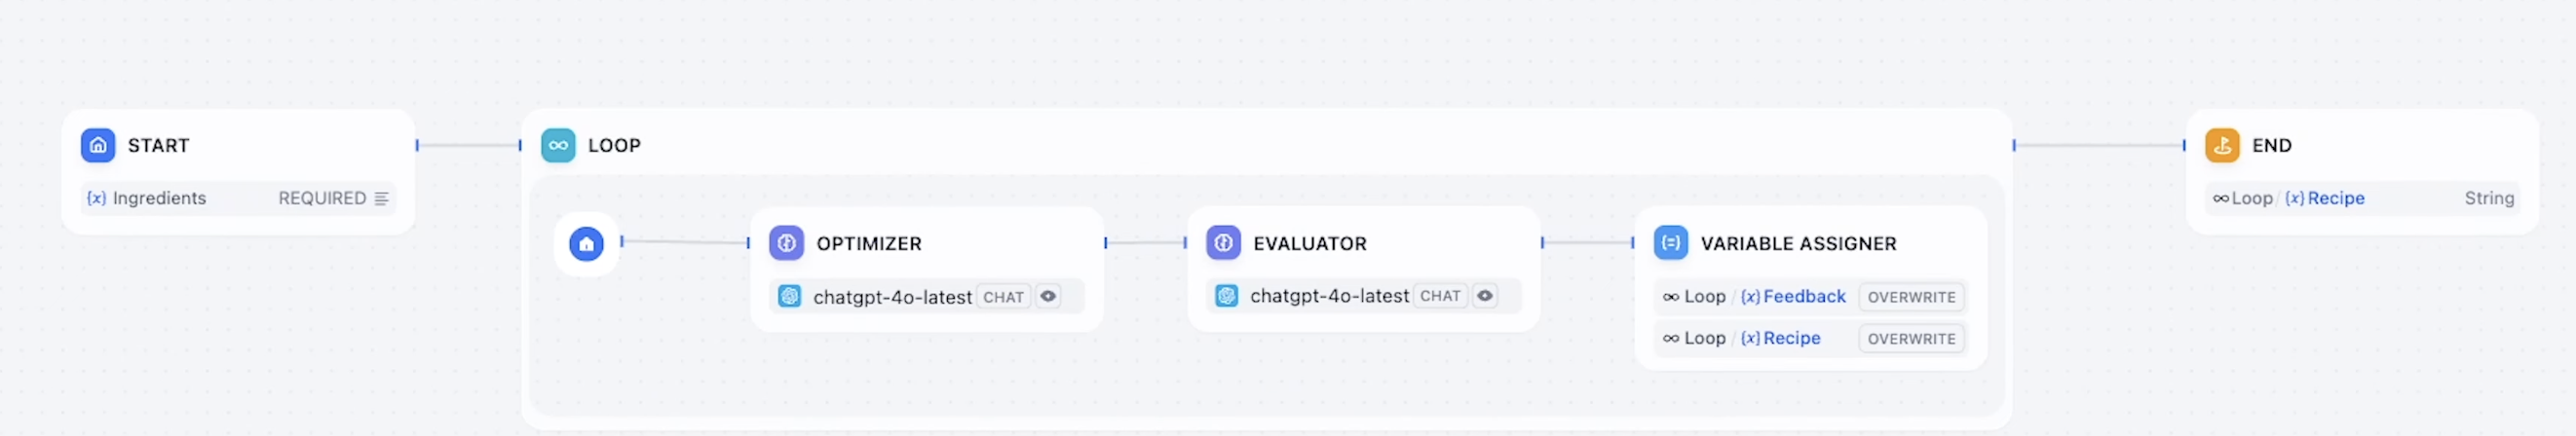 START
{x} Ingredients REQUIRED
LOOP
OPTIMIZER
chatgpt-4o-latest CHAT
EVALUATOR
chatgpt-4o-latest CHAT
{=} VARIABLE ASSIGNER
Loop / {x} Feedback OVERWRITE
Loop / {x} Recipe OVERWRITE
END
Loop / {x} Recipe String